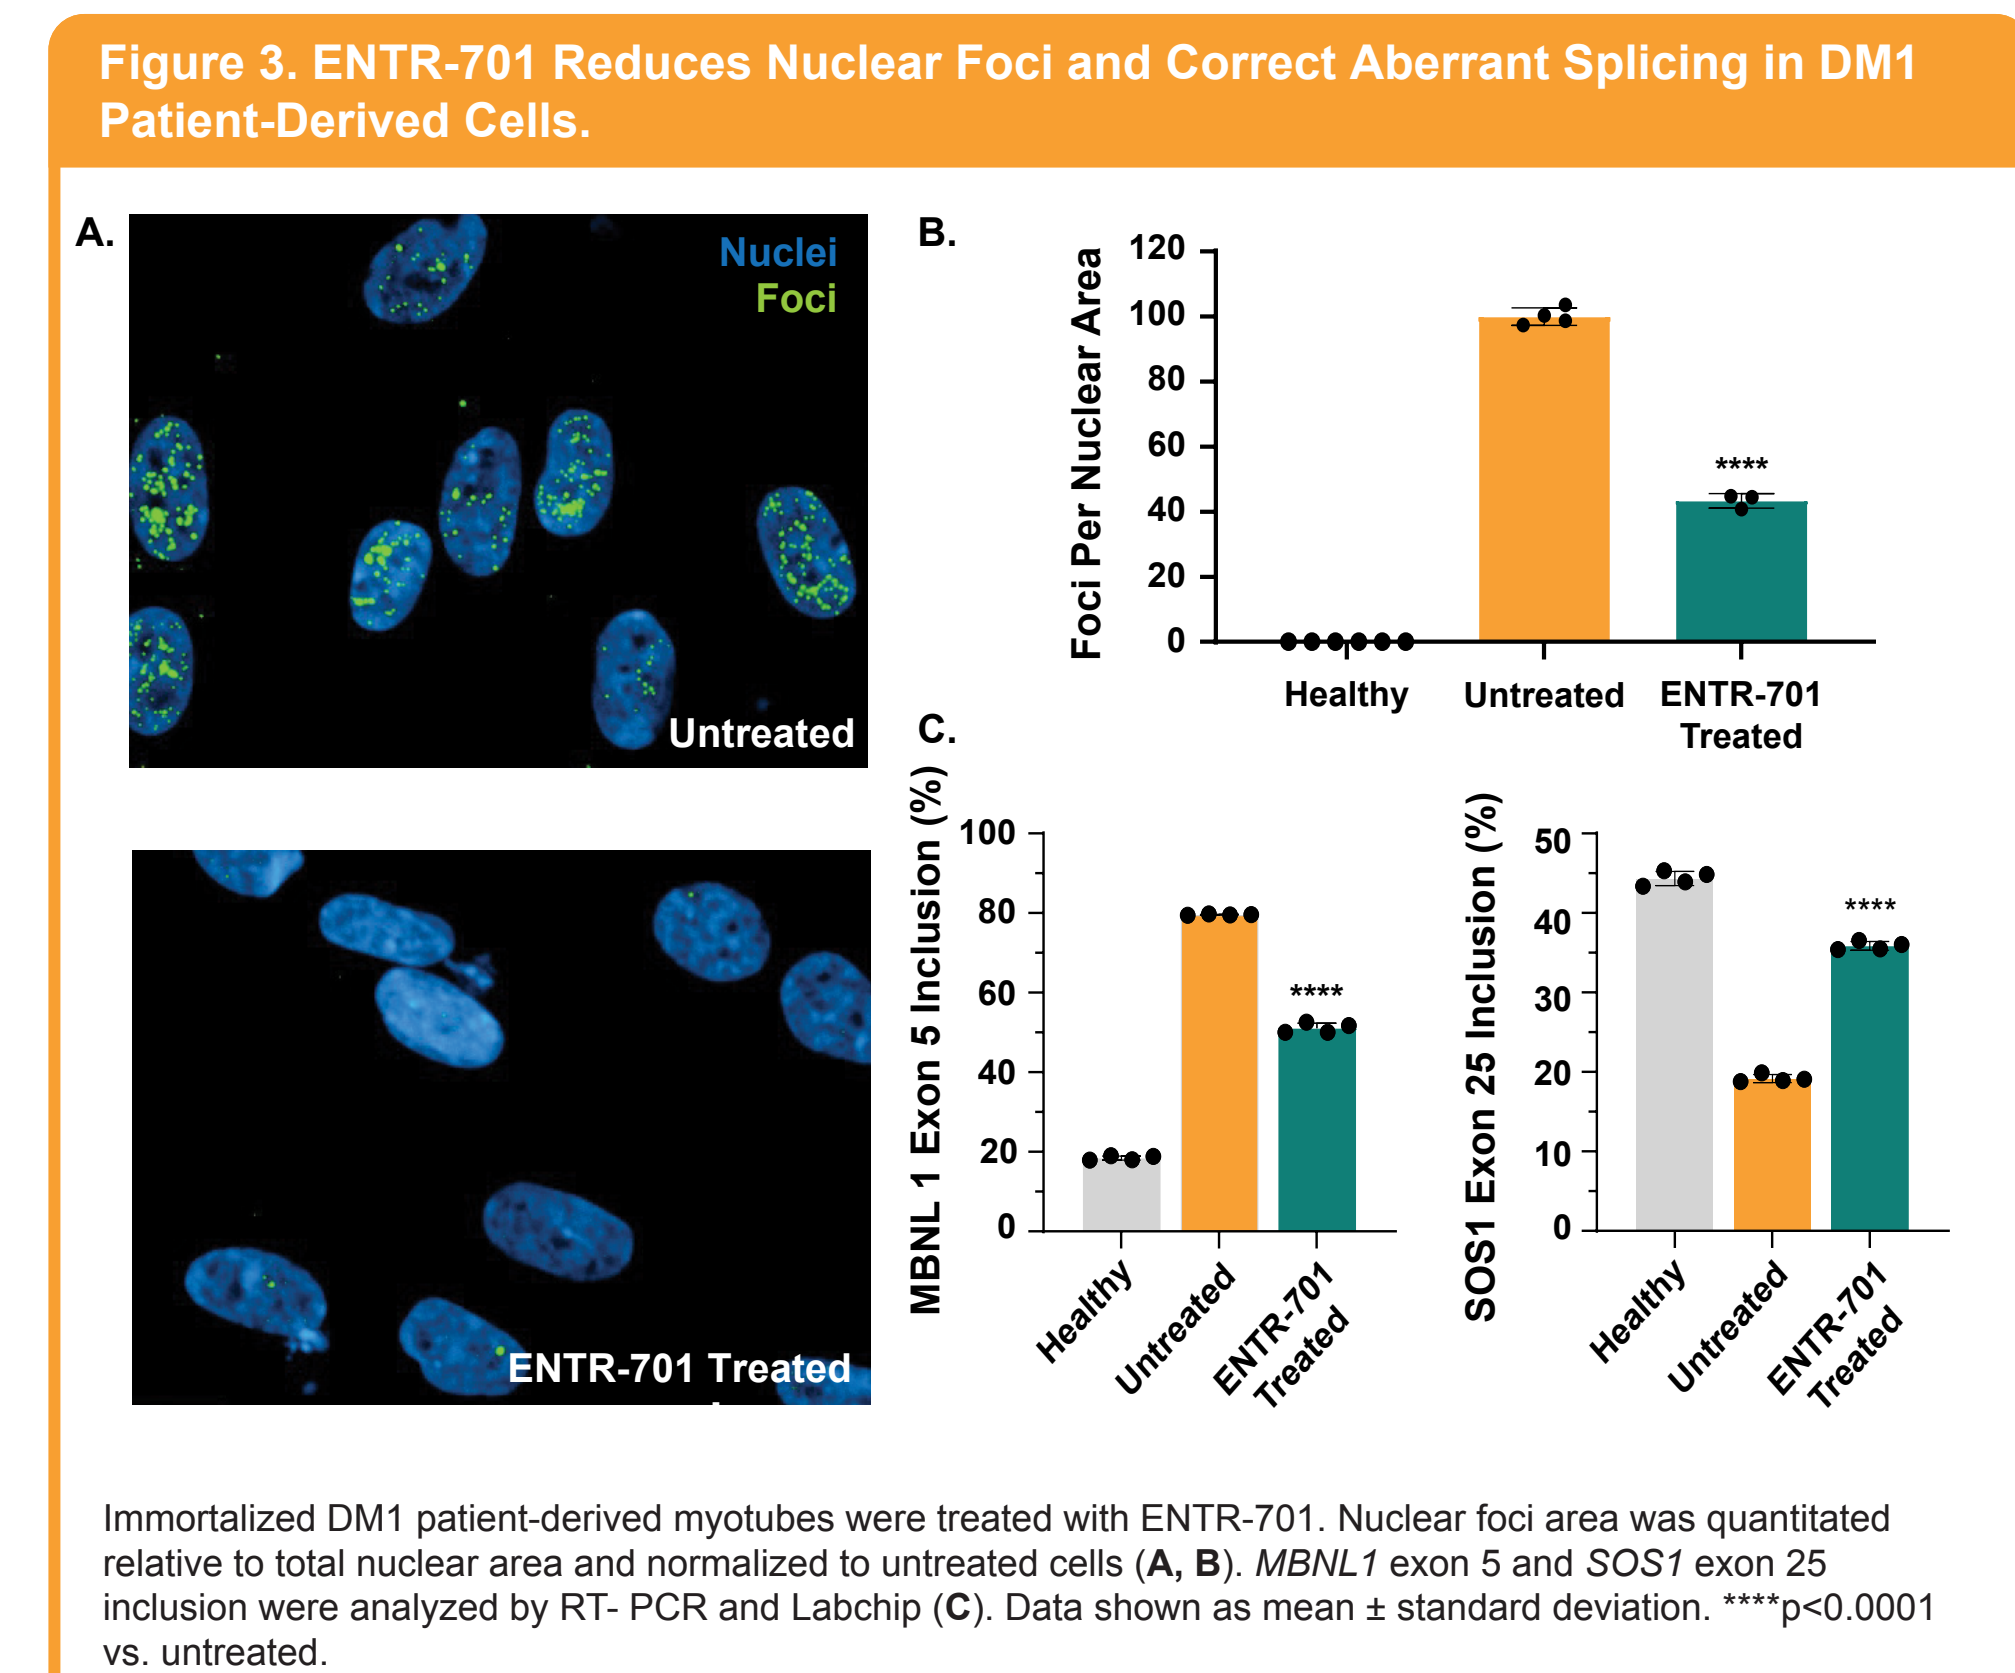 Figure 3. ENTR-701 Reduces Nuclear Foci and Correct Aberrant Splicing in DM1
Patient-Derived Cells.
A.
Nuclei
Foci
Untreated
ENTR-701 Treated
B.
Foci Per Nuclear Area
120
100
80
60
40
20
0
****
Healthy
Untreated
ENTR-701
Treated
C.
MBNL 1 Exon 5 Inclusion (%)
100
80
60
40
20
0
****
Healthy
Untreated
ENTR-701
Treated
SOS1 Exon 25 Inclusion (%)
50
40
30
20
10
0
****
Healthy
Untreated
ENTR-701
Treated
Immortalized DM1 patient-derived myotubes were treated with ENTR-701. Nuclear foci area was quantitated
relative to total nuclear area and normalized to untreated cells (A, B). MBNL1 exon 5 and SOS1 exon 25
inclusion were analyzed by RT- PCR and Labchip (C). Data shown as mean ± standard deviation. ****p<0.0001
vs. untreated.